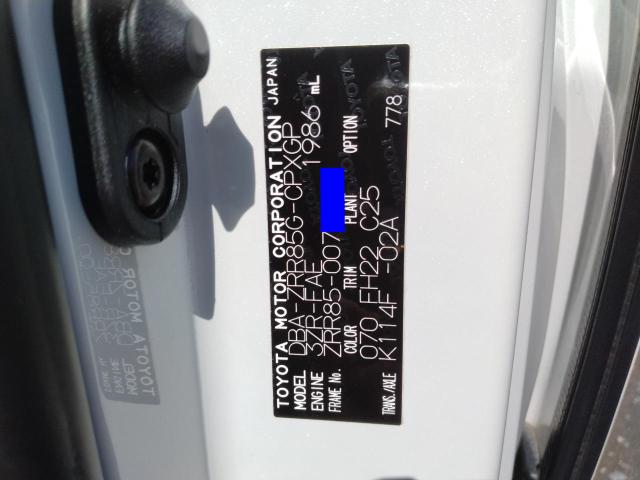 TOYOTA MOTOR CORPORATION JAPAN
MODEL DBA-ZRR85G-CPXGP
ENGINE 3ZR-FAE 1986 mL
FRAME No. ZRR85-007
COLOR TRIM PLANT OPTION
070 FH22 C25
TRANS./AXLE K114F -02A 778